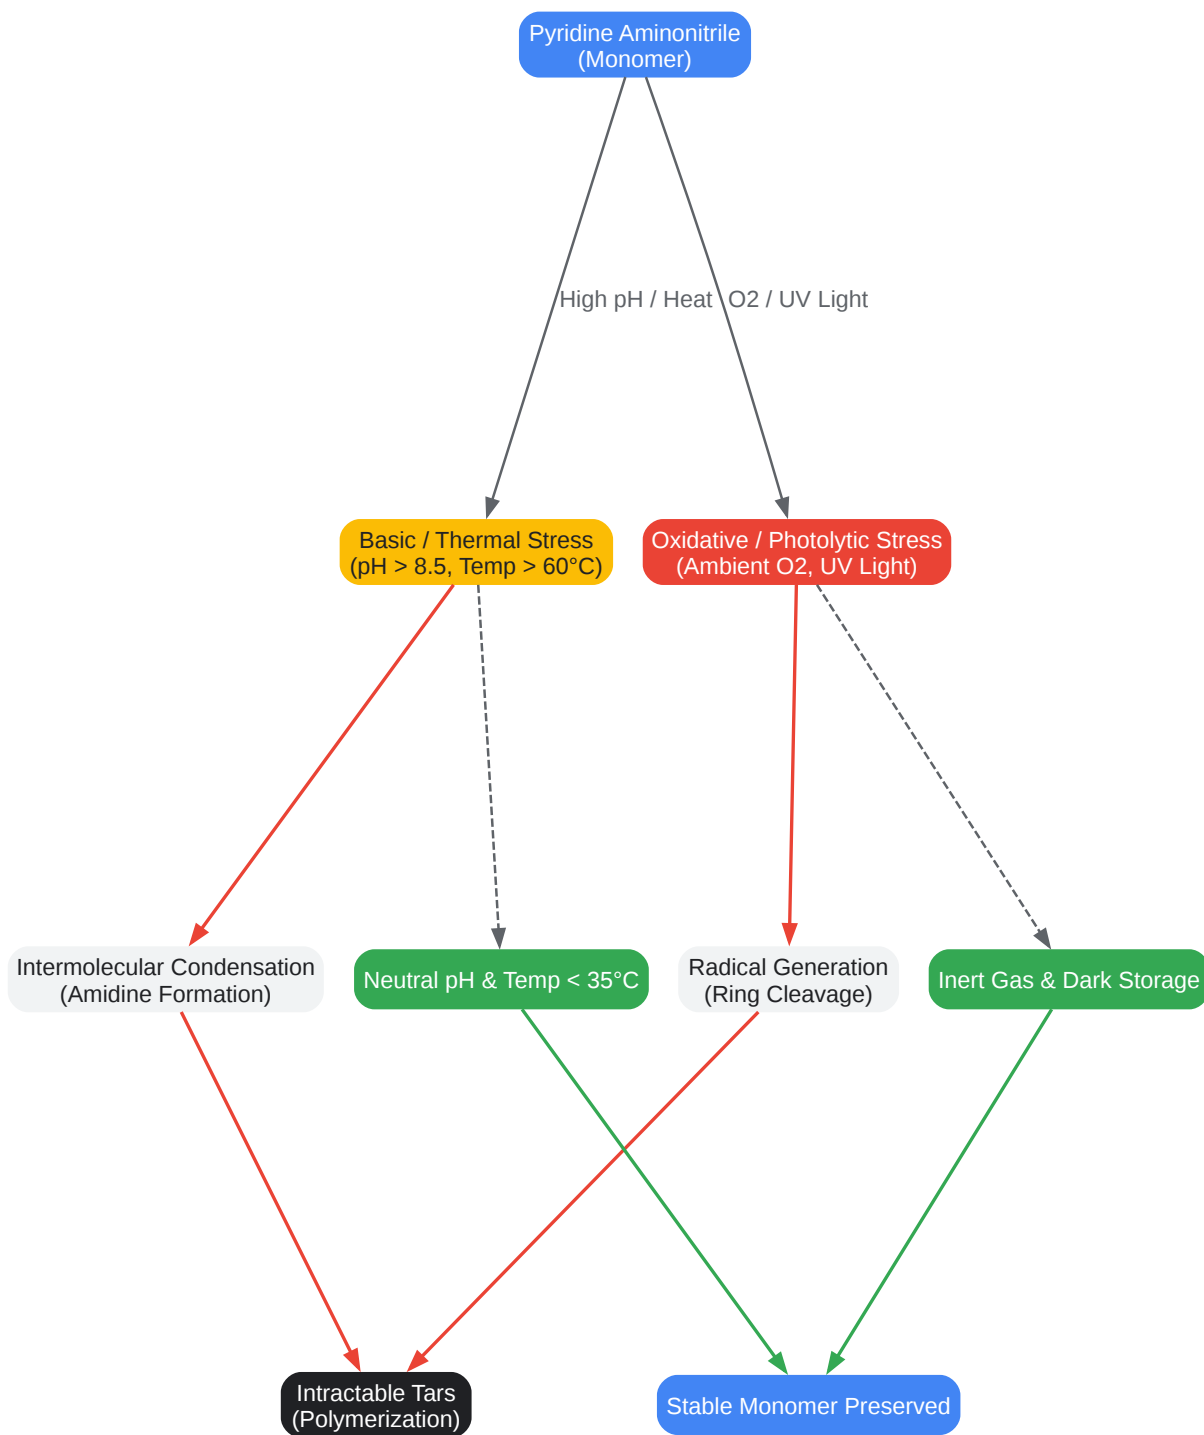 Pyridine Aminonitrile
(Monomer)
High pH / Heat
O2 / UV Light
Basic / Thermal Stress
(pH > 8.5, Temp > 60°C)
Oxidative / Photolytic Stress
(Ambient O2, UV Light)
Intermolecular Condensation
(Amidine Formation)
Neutral pH & Temp < 35°C
Radical Generation
(Ring Cleavage)
Inert Gas & Dark Storage
Intractable Tars
(Polymerization)
Stable Monomer Preserved